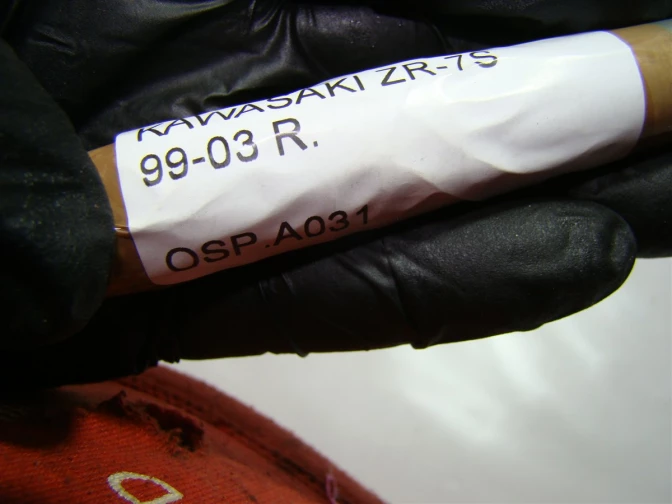 KAWASAKI ZR-7S
99-03 R.
OSP.A031